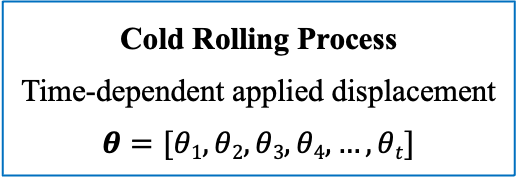 Cold Rolling Process
Time-dependent applied displacement
𝜽 = [𝜃₁, 𝜃₂, 𝜃₃, 𝜃₄, … , 𝜃ₜ]